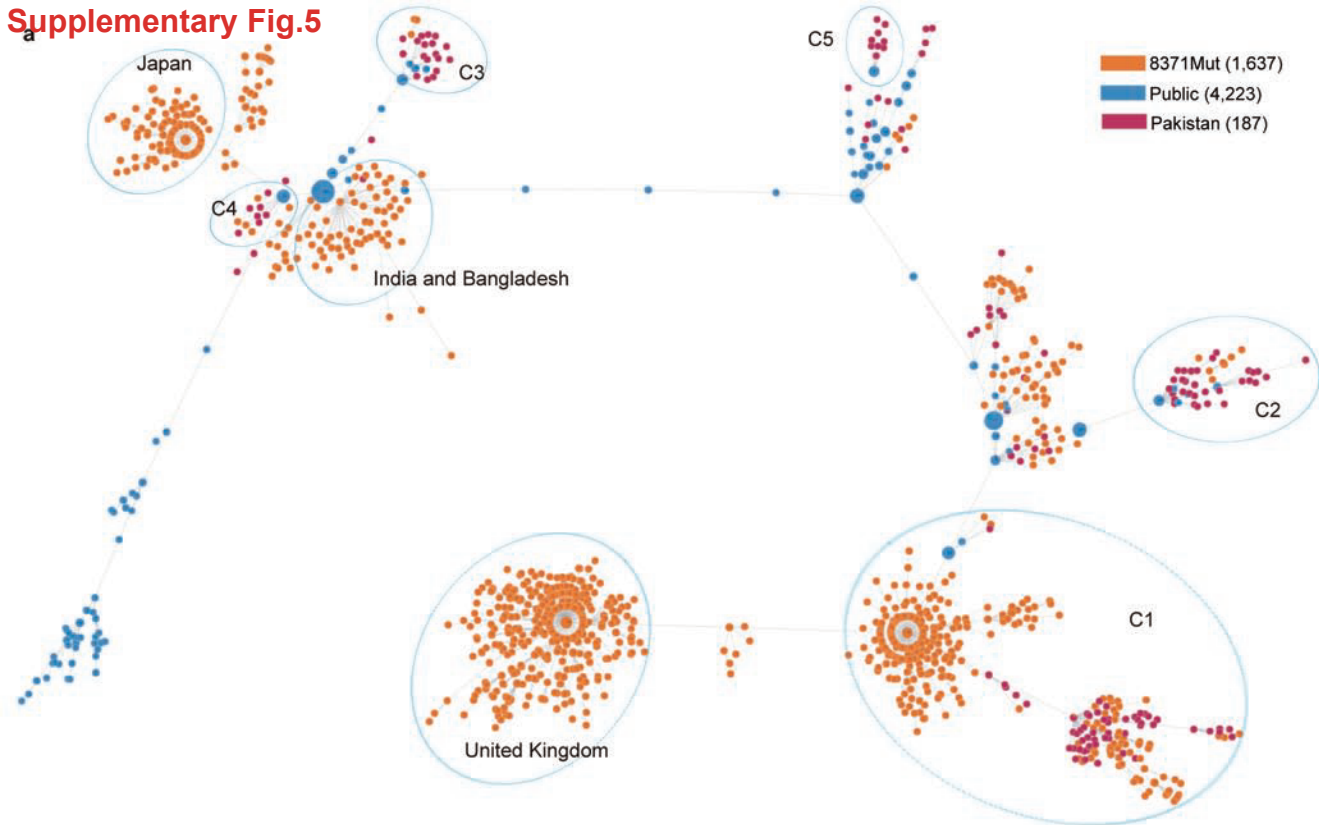 Supplementary Fig.5
a
Japan
C3
C5
8371Mut (1,637)
Public (4,223)
Pakistan (187)
C4
India and Bangladesh
C2
C1
United Kingdom